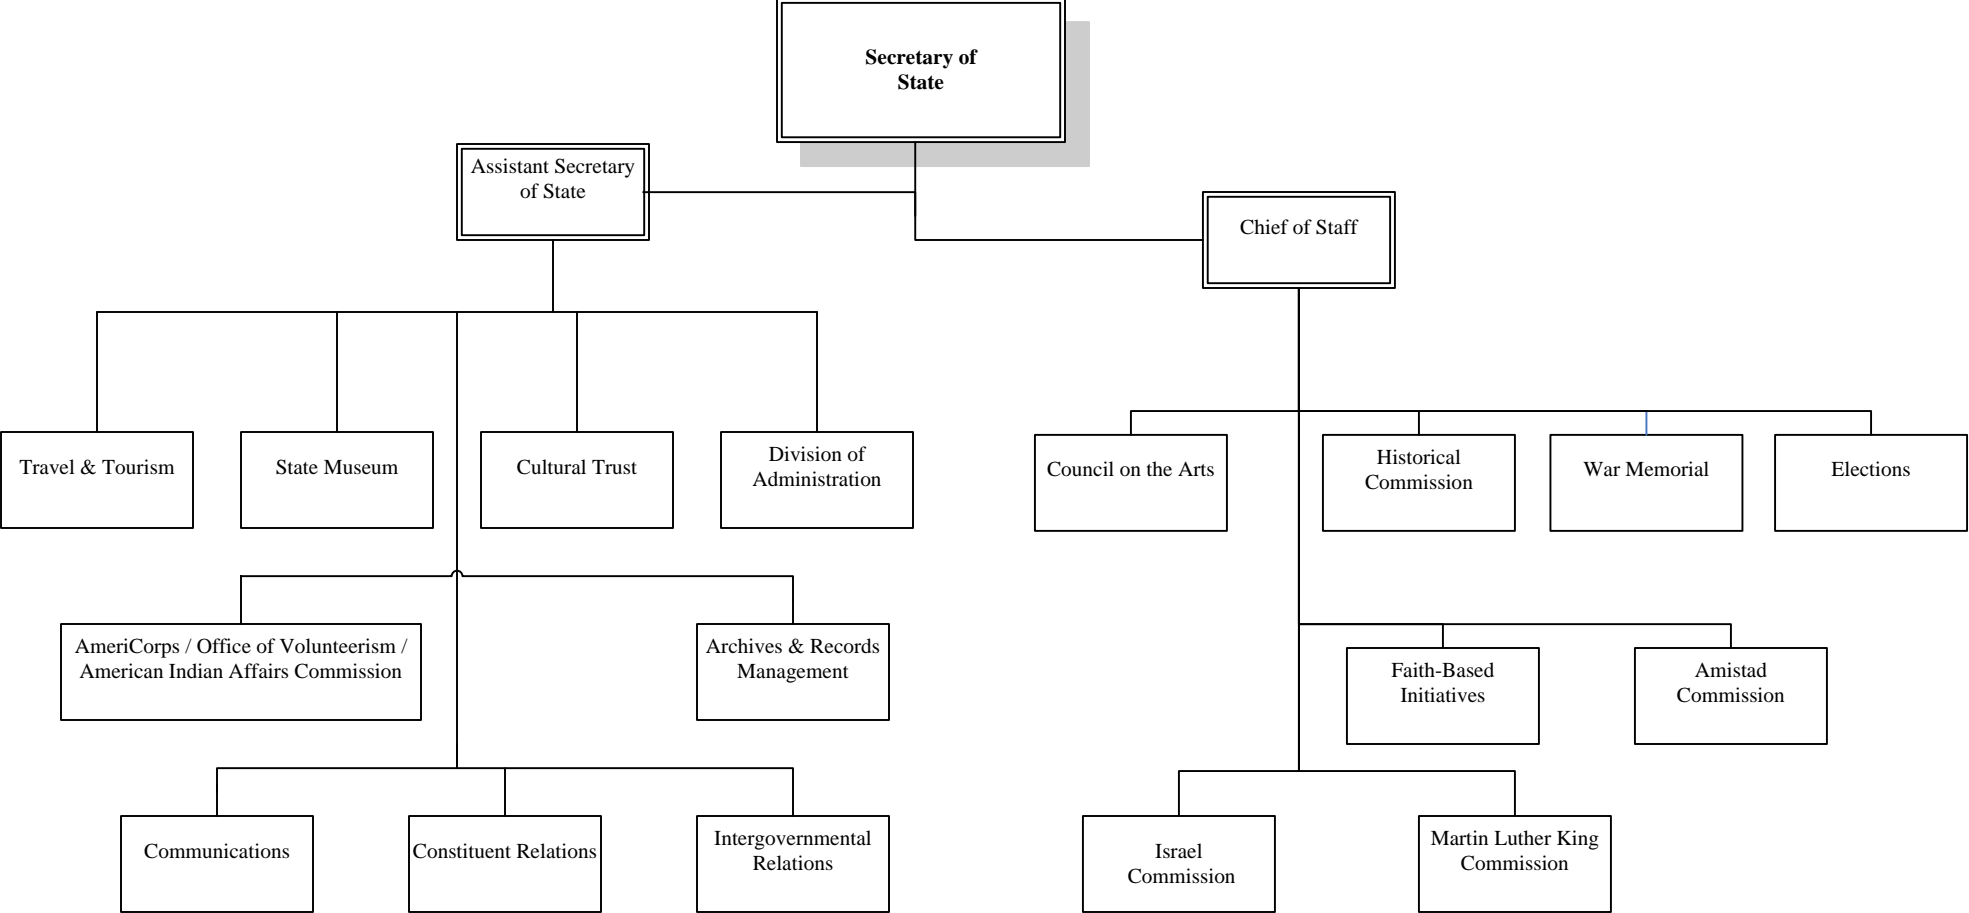 Secretary of
State
Assistant Secretary
of State
Chief of Staff
Travel & Tourism
State Museum
Cultural Trust
Division of
Administration
Council on the Arts
Historical
Commission
War Memorial
Elections
AmeriCorps / Office of Volunteerism /
American Indian Affairs Commission
Archives & Records
Management
Faith-Based
Initiatives
Amistad
Commission
Communications
Constituent Relations
Intergovernmental
Relations
Israel
Commission
Martin Luther King
Commission